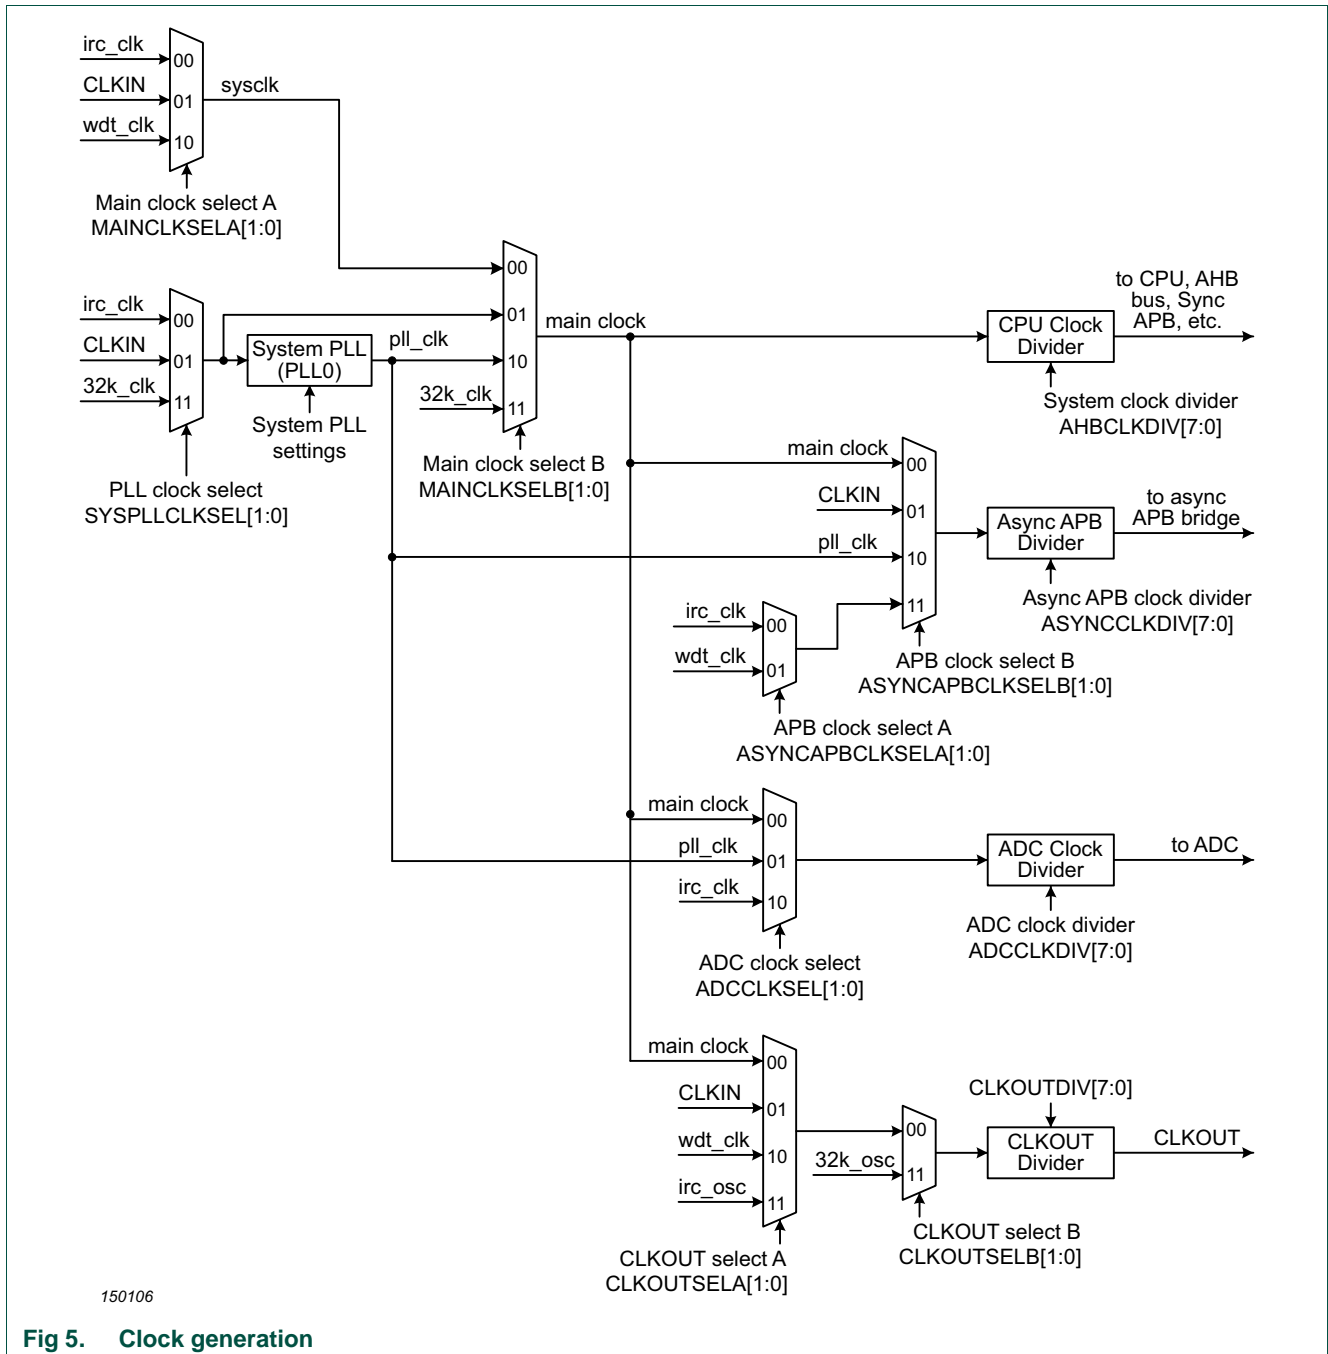 irc_clk
00
CLKIN
01
sysclk
wdt_clk
10
Main clock select A
MAINCLKSELA[1:0]
irc_clk
00
CLKIN
01
32k_clk
11
PLL clock select
SYSPLLCLKSEL[1:0]
System PLL
(PLL0)
System PLL
settings
pll_clk
00
01
10
32k_clk
11
Main clock select B
MAINCLKSELB[1:0]
main clock
CPU Clock
Divider
to CPU, AHB
bus, Sync
APB, etc.
System clock divider
AHBCLKDIV[7:0]
main clock
00
CLKIN
01
pll_clk
10
11
irc_clk
00
wdt_clk
01
APB clock select A
ASYNCAPBCLKSELA[1:0]
APB clock select B
ASYNCAPBCLKSELB[1:0]
Async APB
Divider
to async
APB bridge
Async APB clock divider
ASYNCCLKDIV[7:0]
main clock
00
pll_clk
01
irc_clk
10
ADC clock select
ADCCLKSEL[1:0]
ADC Clock
Divider
to ADC
ADC clock divider
ADCCLKDIV[7:0]
main clock
00
CLKIN
01
wdt_clk
10
irc_osc
11
CLKOUT select A
CLKOUTSELA[1:0]
00
32k_osc
11
CLKOUT select B
CLKOUTSELB[1:0]
CLKOUTDIV[7:0]
CLKOUT
Divider
CLKOUT
150106
Fig 5. Clock generation